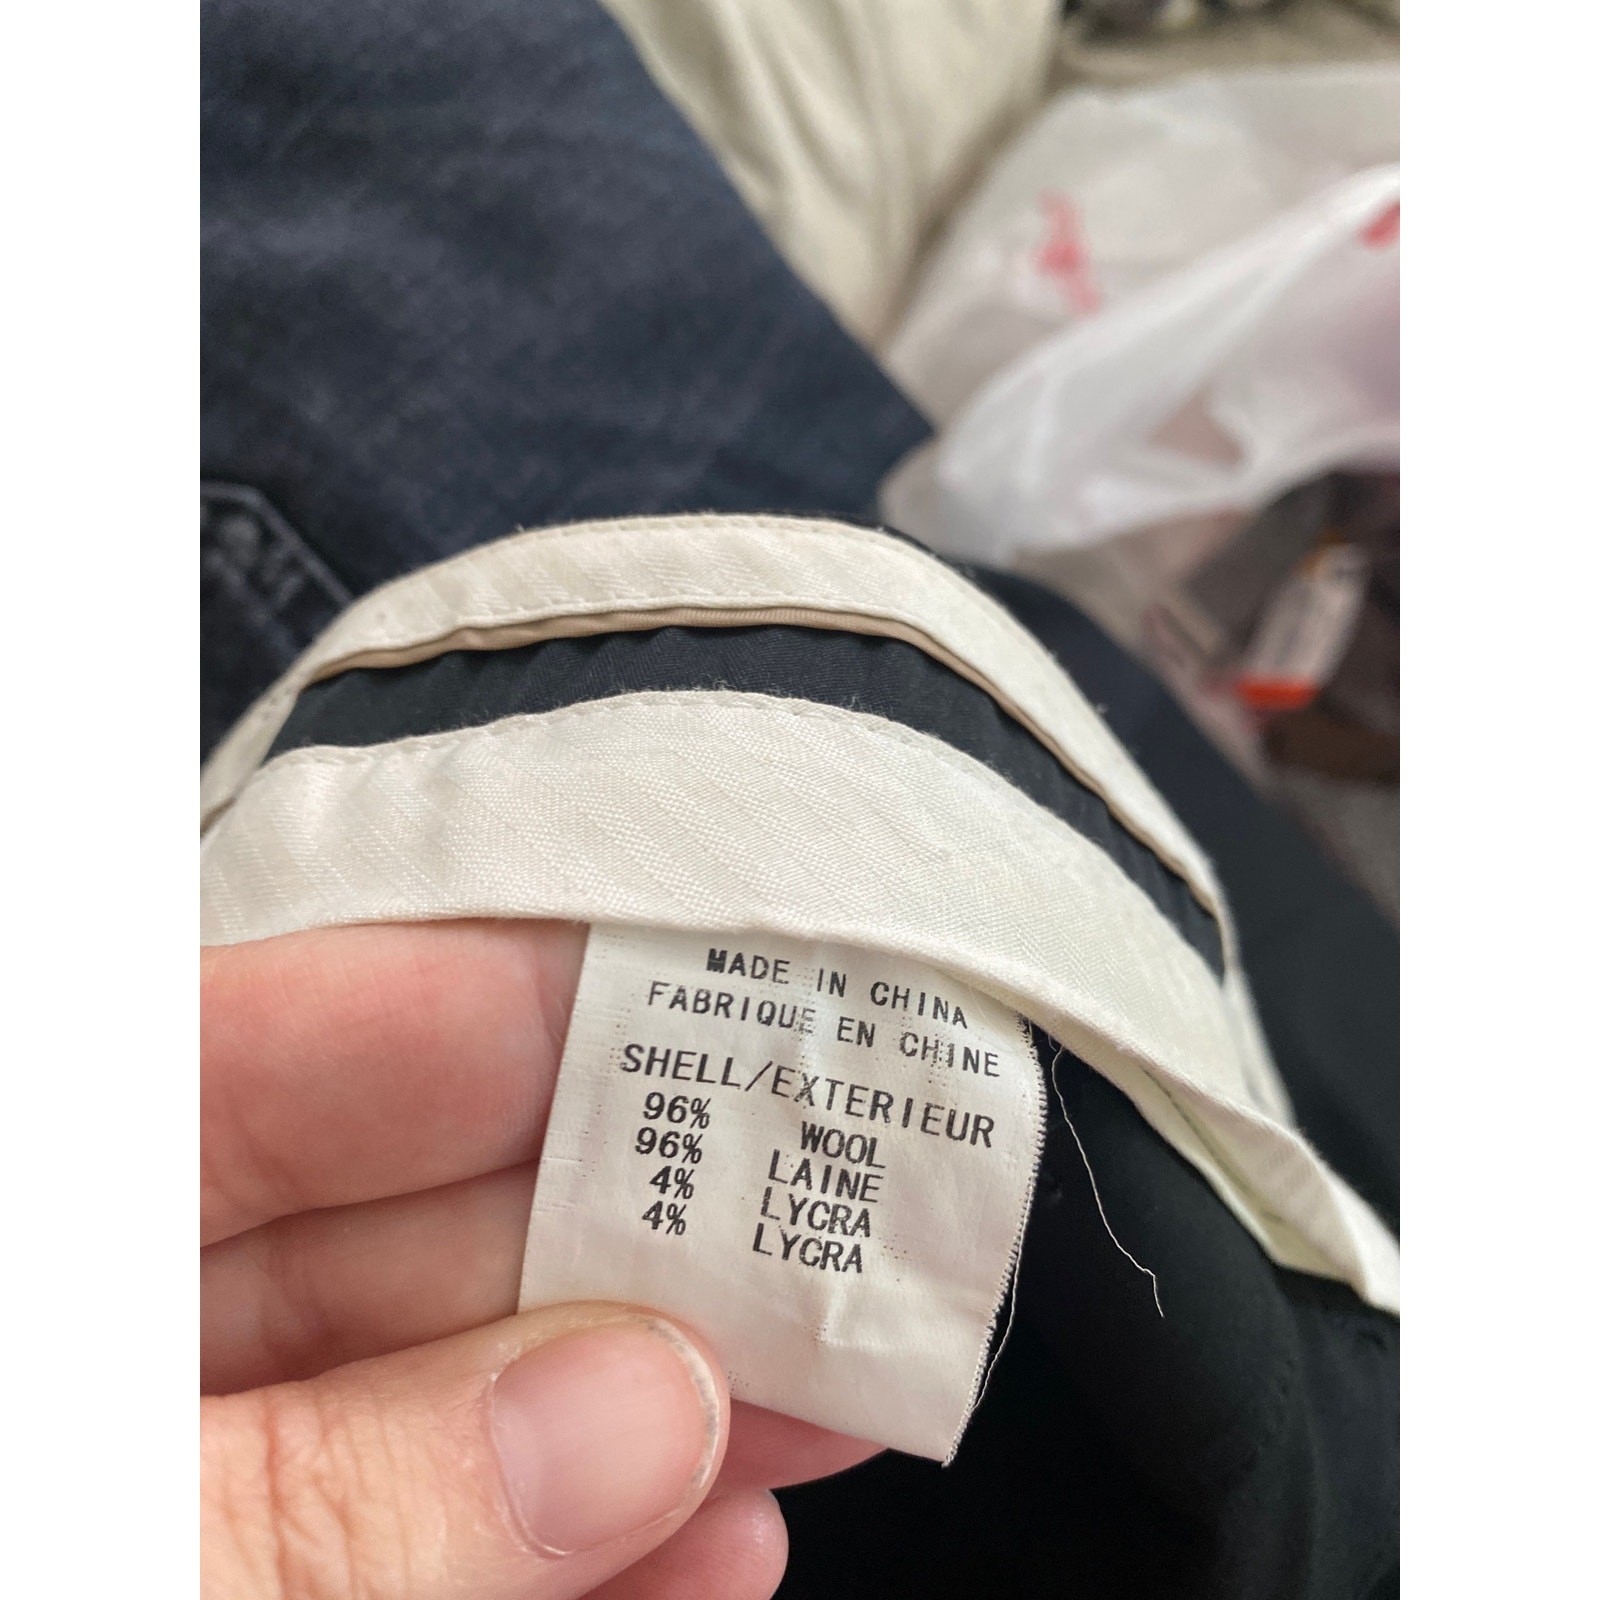 MADE IN CHINA
FABRIQUE EN CHINE
SHELL/EXTERIEUR
96% WOOL
96% LAINE
4% LYCRA
4% LYCRA